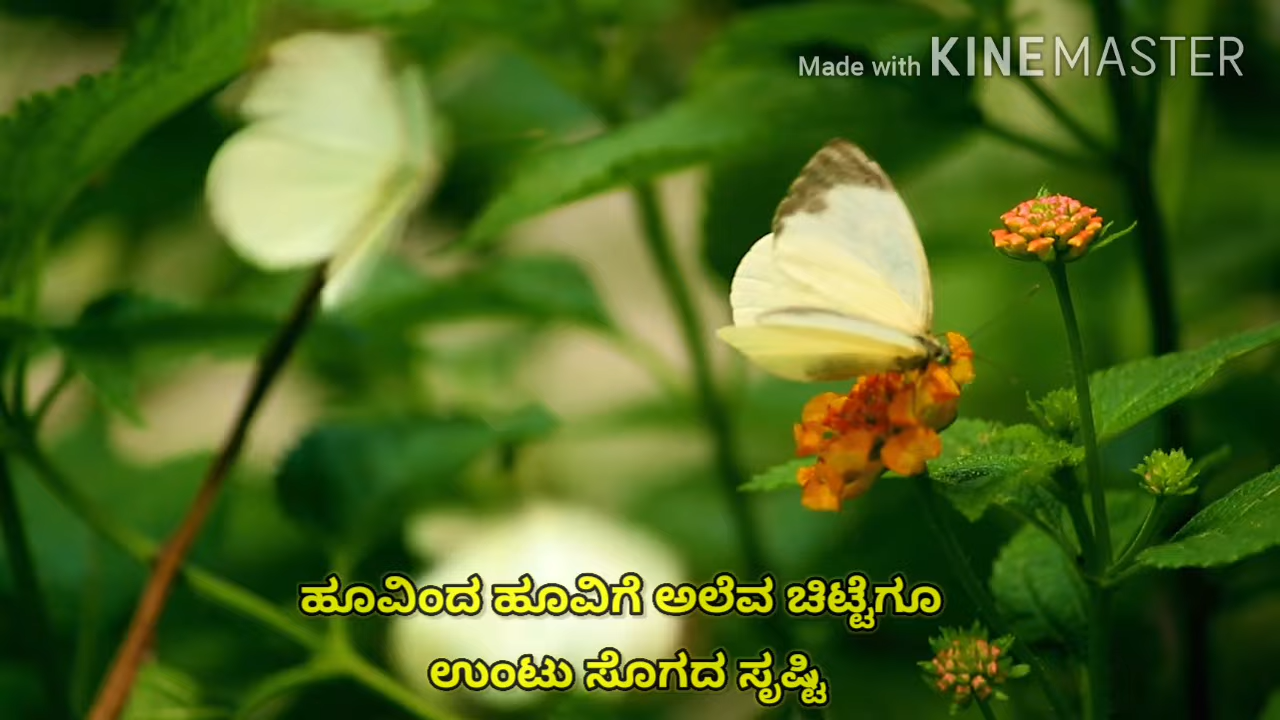 Made with KINEMASTER
ಹೂವಿಂದ ಹೂವಿಗೆ ಅಲೆವ ಚಿಟ್ಟೆಗೂ
ಉಂಟು ಸೊಗದ ಸೃಷ್ಟಿ